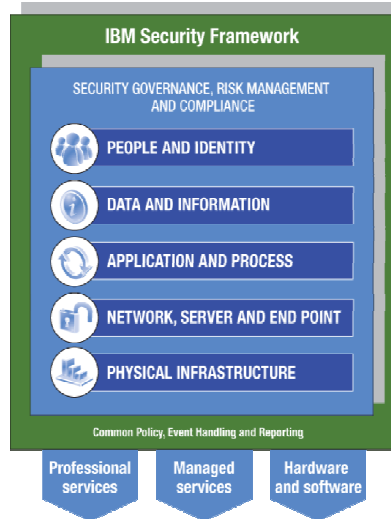 IBM Security Framework
SECURITY GOVERNANCE, RISK MANAGEMENT
AND COMPLIANCE
PEOPLE AND IDENTITY
DATA AND INFORMATION
APPLICATION AND PROCESS
NETWORK, SERVER AND END POINT
PHYSICAL INFRASTRUCTURE
Common Policy, Event Handling and Reporting
Professional
services
Managed
services
Hardware
and software